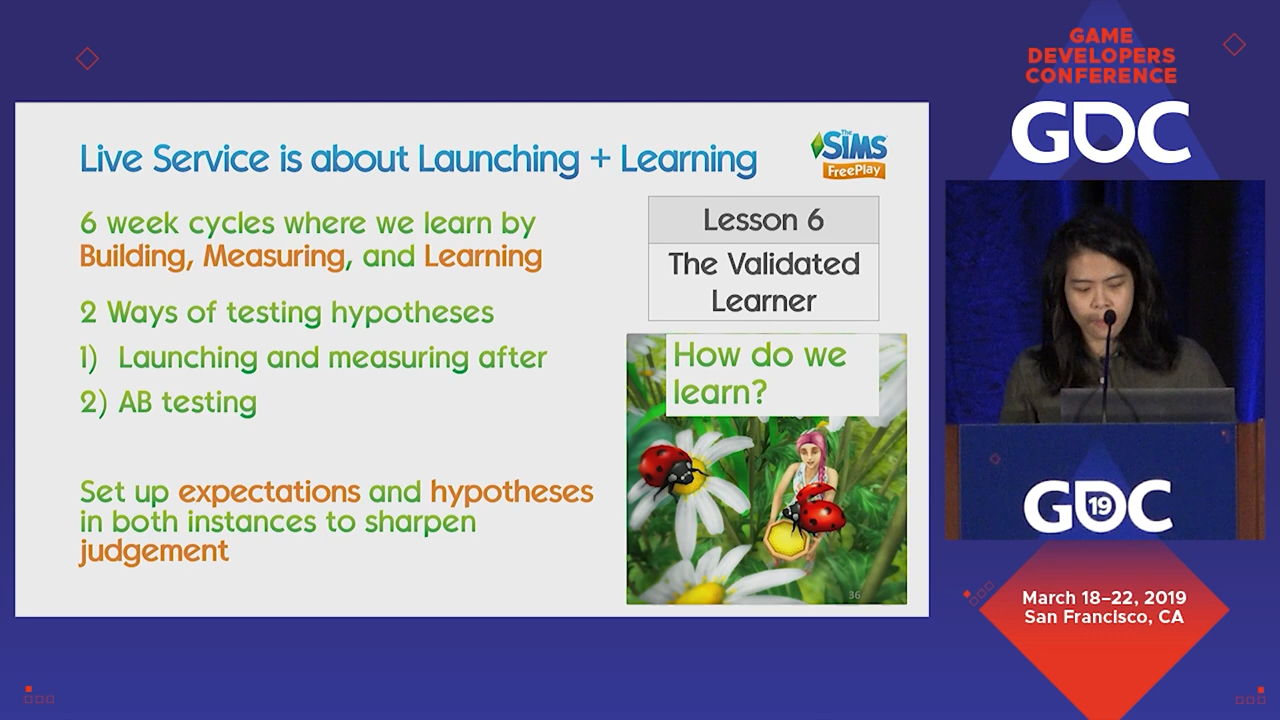 Live Service is about Launching + Learning
The
SiMS
FreePlay
6 week cycles where we learn by
Building, Measuring, and Learning
2 Ways of testing hypotheses
1) Launching and measuring after
2) AB testing
Set up expectations and hypotheses
in both instances to sharpen
judgement
Lesson 6
The Validated
Learner
How do we
learn?
36
GAME
DEVELOPERS
CONFERENCE
GDC
GDC
19
March 18–22, 2019
San Francisco, CA